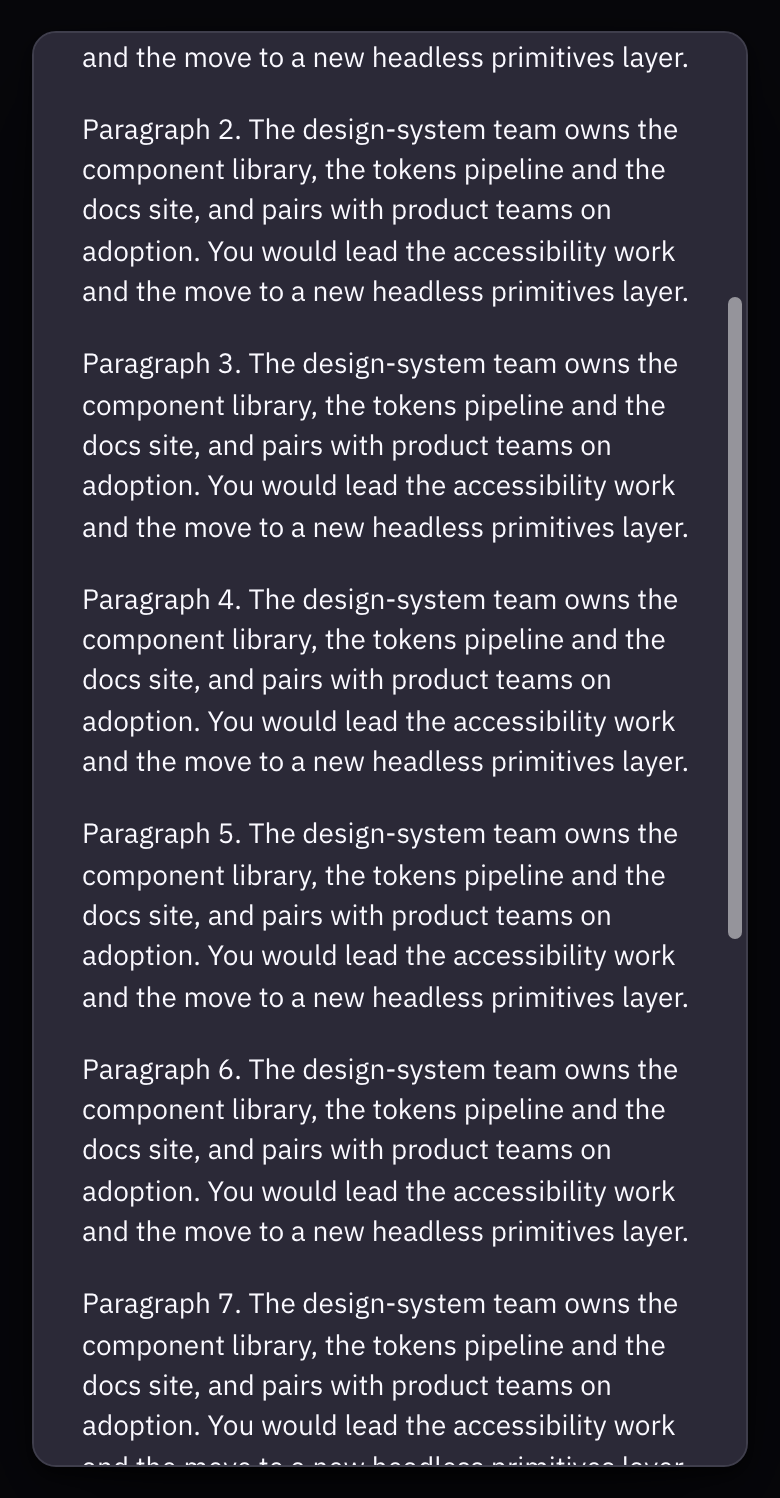 and the move to a new headless primitives layer.
Paragraph 2. The design-system team owns the
component library, the tokens pipeline and the
docs site, and pairs with product teams on
adoption. You would lead the accessibility work
and the move to a new headless primitives layer.
Paragraph 3. The design-system team owns the
component library, the tokens pipeline and the
docs site, and pairs with product teams on
adoption. You would lead the accessibility work
and the move to a new headless primitives layer.
Paragraph 4. The design-system team owns the
component library, the tokens pipeline and the
docs site, and pairs with product teams on
adoption. You would lead the accessibility work
and the move to a new headless primitives layer.
Paragraph 5. The design-system team owns the
component library, the tokens pipeline and the
docs site, and pairs with product teams on
adoption. You would lead the accessibility work
and the move to a new headless primitives layer.
Paragraph 6. The design-system team owns the
component library, the tokens pipeline and the
docs site, and pairs with product teams on
adoption. You would lead the accessibility work
and the move to a new headless primitives layer.
Paragraph 7. The design-system team owns the
component library, the tokens pipeline and the
docs site, and pairs with product teams on
adoption. You would lead the accessibility work
and the move to a new headless primitives layer.